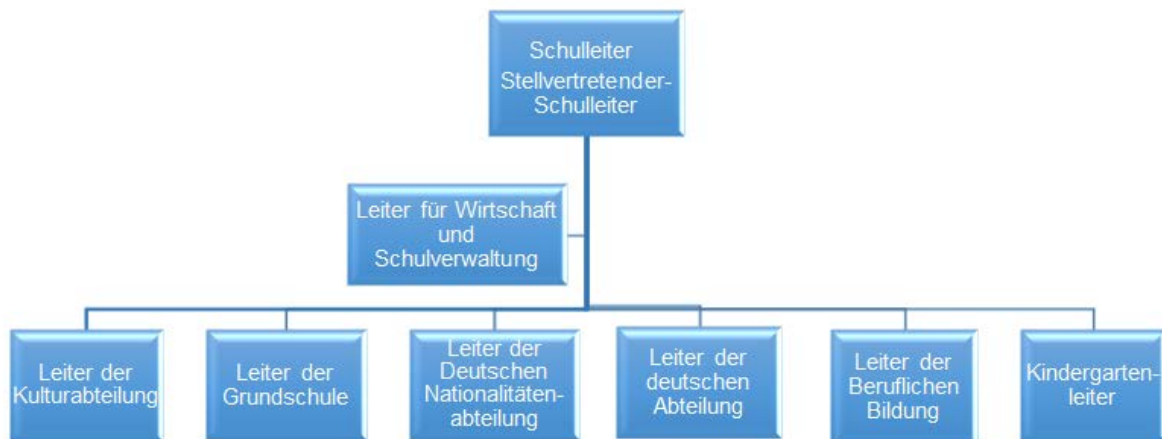 Schulleiter
Stellvertretender-
Schulleiter
Leiter für Wirtschaft
und
Schulverwaltung
Leiter der
Kulturabteilung
Leiter der
Grundschule
Leiter der
Deutschen
Nationalitäten-
abteilung
Leiter der
deutschen
Abteilung
Leiter der
Beruflichen
Bildung
Kindergarten-
leiter